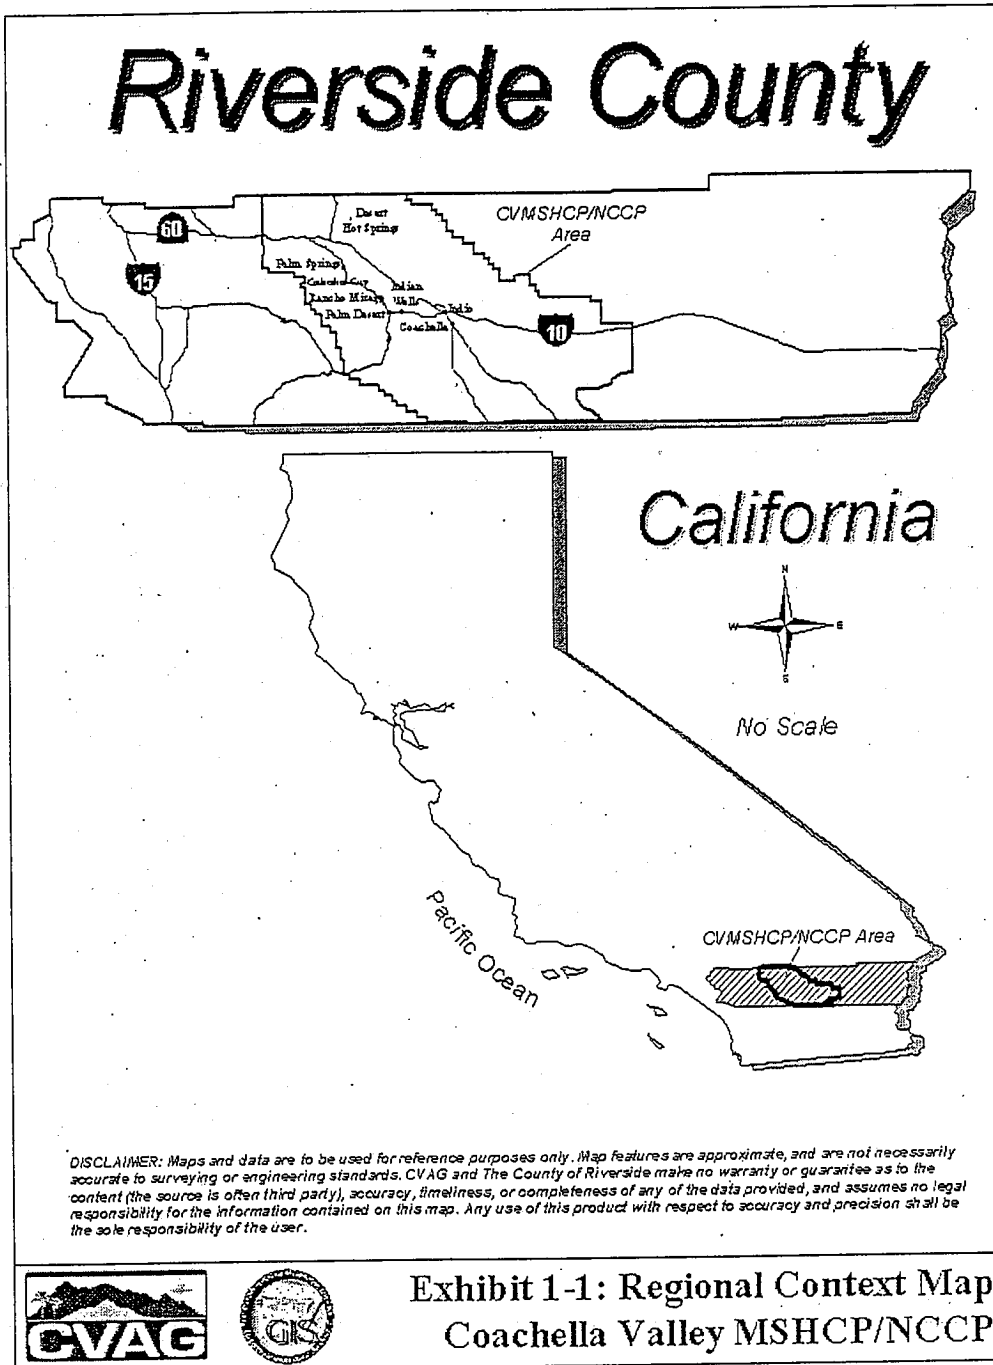 Riverside County
60
15
10
Desert
Hot Springs
CVMSHCP/NCCP
Area
Palm Springs
Cathedral City
Rancho Mirage
Palm Desert
Indian
Wells
Indio
Coachella
California
N
W E
S
No Scale
Pacific Ocean
CVMSHCP/NCCP Area
DISCLAIMER: Maps and data are to be used for reference purposes only. Map features are approximate, and are not necessarily
accurate to surveying or engineering standards. CVAG and The County of Riverside make no warranty or guarantee as to the
content (the source is often third party), accuracy, timeliness, or completeness of any of the data provided, and assumes no legal
responsibility for the information contained on this map. Any use of this product with respect to accuracy and precision shall be
the sole responsibility of the user.
CVAG
GIS
Exhibit 1-1: Regional Context Map
Coachella Valley MSHCP/NCCP